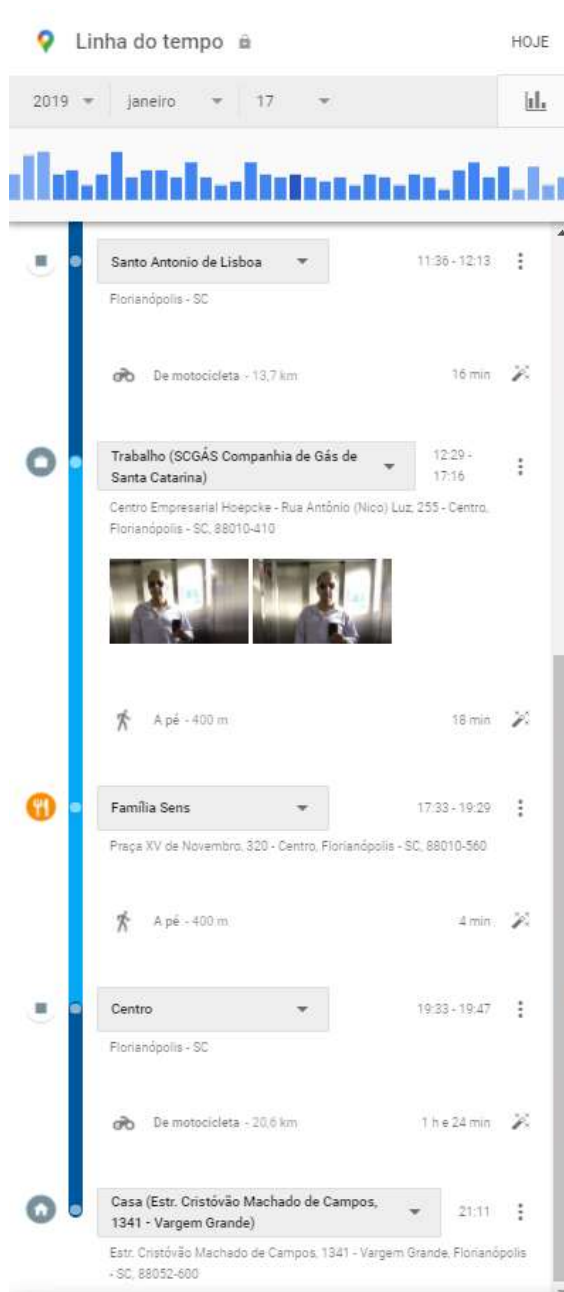 Linha do tempo
HOJE
2019
janeiro
17
Santo Antonio de Lisboa
11:36 - 12:13
Florianópolis - SC
De motocicleta - 13,7 km
16 min
Trabalho (SCGÁS Companhia de Gás de
Santa Catarina)
12:29 -
17:16
Centro Empresarial Hoepcke - Rua Antônio (Nico) Luz, 255 - Centro,
Florianópolis - SC, 88010-410
A pé - 400 m
18 min
Família Sens
17:33 - 19:29
Praça XV de Novembro, 320 - Centro, Florianópolis - SC, 88010-560
A pé - 400 m
4 min
Centro
19:33 - 19:47
Florianópolis - SC
De motocicleta - 20,6 km
1 h e 24 min
Casa (Estr. Cristóvão Machado de Campos,
1341 - Vargem Grande)
21:11
Estr. Cristóvão Machado de Campos, 1341 - Vargem Grande, Florianópolis
- SC, 88052-600